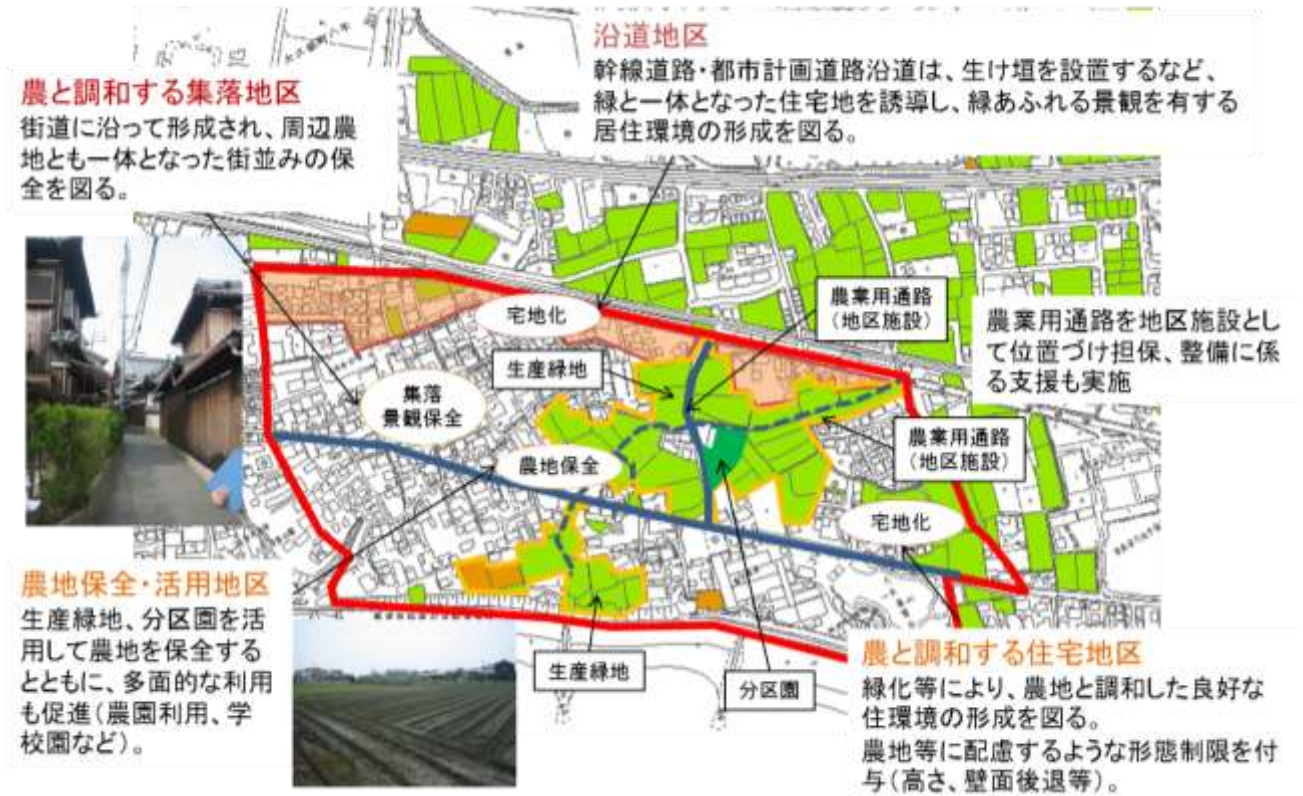 沿道地区
幹線道路・都市計画道路沿道は、生け垣を設置するなど、
緑と一体となった住宅地を誘導し、緑あふれる景観を有する
居住環境の形成を図る。
農と調和する集落地区
街道に沿って形成され、周辺農
地とも一体となった街並みの保
全を図る。
宅地化
農業用通路
(地区施設)
農業用通路を地区施設とし
て位置づけ担保、整備に係
る支援も実施
生産緑地
集落
景観保全
農業用通路
(地区施設)
農地保全
宅地化
農地保全・活用地区
生産緑地、分区園を活
用して農地を保全する
とともに、多面的な利用
も促進(農園利用、学
校園など)。
生産緑地
分区園
農と調和する住宅地区
緑化等により、農地と調和した良好な
住環境の形成を図る。
農地等に配慮するような形態制限を付
与(高さ、壁面後退等)。